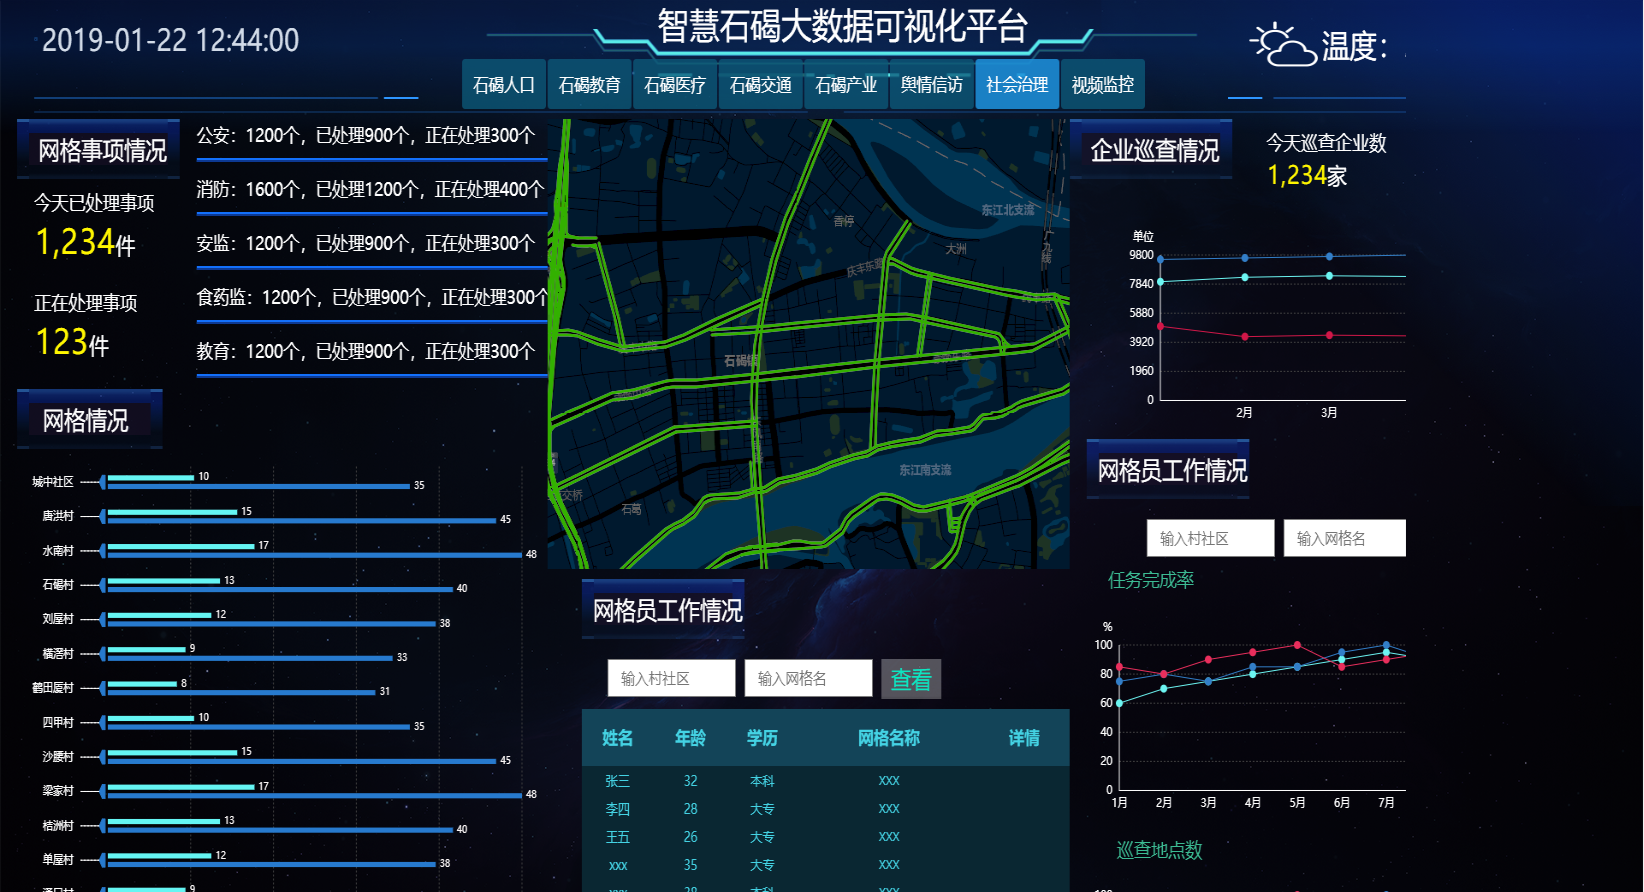 2019-01-22 12:44:00
智慧石碣大数据可视化平台
温度：
石碣人口 石碣教育 石碣医疗 石碣交通 石碣产业 舆情信访 社会治理 视频监控
网格事项情况
今天已处理事项
1,234件
正在处理事项
123件
公安：1200个，已处理900个，正在处理300个
消防：1600个，已处理1200个，正在处理400个
安监：1200个，已处理900个，正在处理300个
食药监：1200个，已处理900个，正在处理300个
教育：1200个，已处理900个，正在处理300个
网格情况
城中社区 10 35
唐洪村 15 45
水南村 17 48
石碣村 13 40
刘屋村 12 38
横滘村 9 33
鹤田厦村 8 31
四甲村 10 35
沙腰村 15 45
梁家村 17 48
桔洲村 13 40
单屋村 12 38
9
东江北支流
香停
大洲
广九线
庆丰东路
石碣镇
东江南支流
交桥
石葛
网格员工作情况
输入村社区 输入网格名 查看
姓名 年龄 学历 网格名称 详情
张三 32 本科 XXX
李四 28 大专 XXX
王五 26 大专 XXX
xxx 35 大专 XXX
xxx 28 本科 XXX
企业巡查情况
今天巡查企业数
1,234家
单位
9800
7840
5880
3920
1960
0
2月 3月
网格员工作情况
输入村社区 输入网格名
任务完成率
%
100
80
60
40
20
0
1月 2月 3月 4月 5月 6月 7月
巡查地点数
100